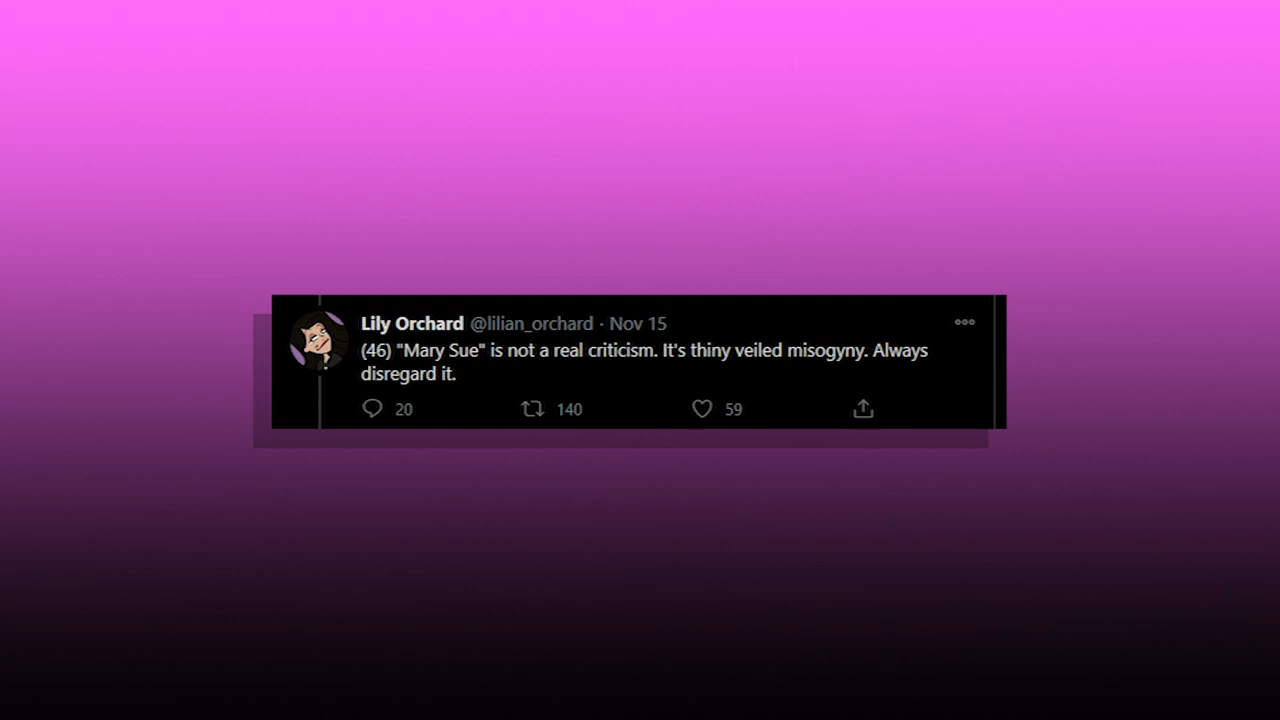 Lily Orchard @lilian_orchard · Nov 15
(46) "Mary Sue" is not a real criticism. It's thiny veiled misogyny. Always
disregard it.
20 140 59